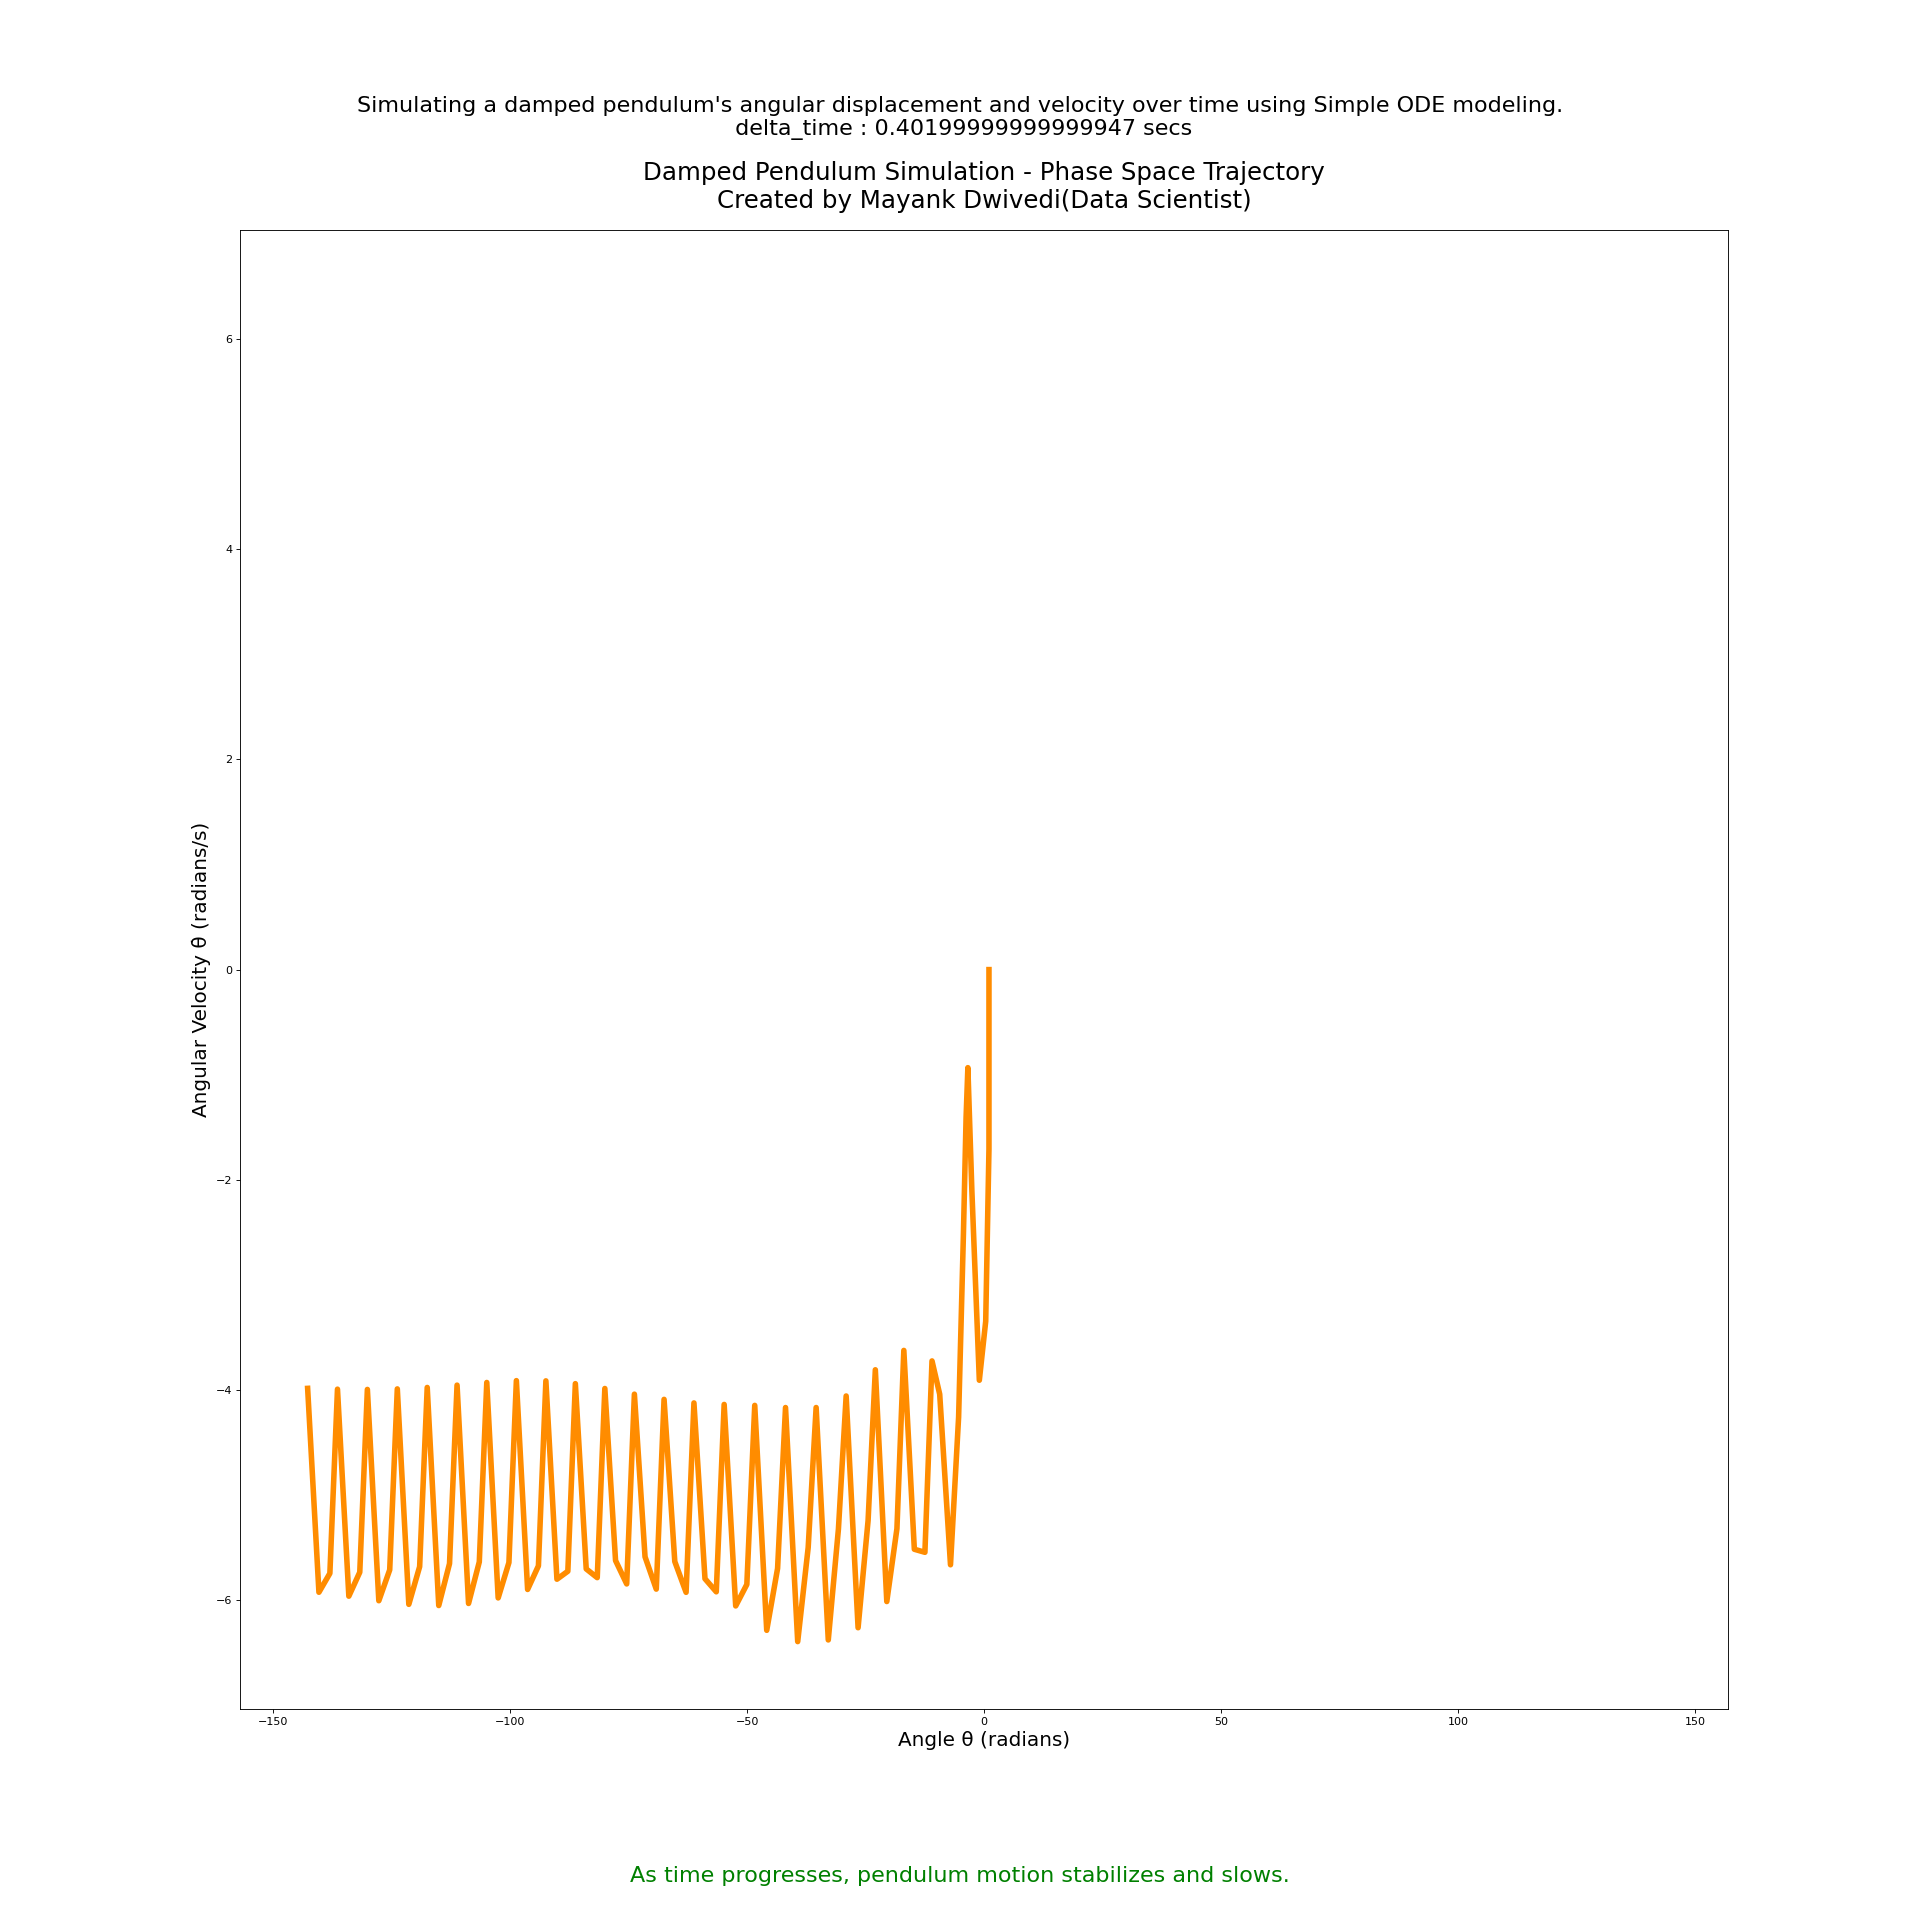 Simulating a damped pendulum's angular displacement and velocity over time using Simple ODE modeling.
delta_time : 0.40199999999999947 secs
Damped Pendulum Simulation - Phase Space Trajectory
Created by Mayank Dwivedi(Data Scientist)
6
4
2
0
−2
−4
−6
Angular Velocity θ (radians/s)
−150 −100 −50 0 50 100 150
Angle θ (radians)
As time progresses, pendulum motion stabilizes and slows.